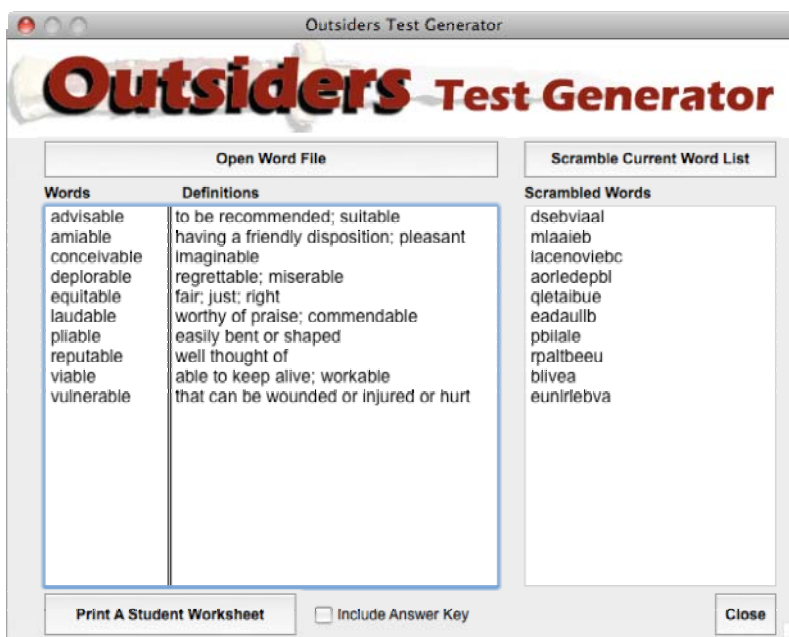 Outsiders Test Generator
Outsiders Test Generator
Open Word File
Scramble Current Word List
Words Definitions Scrambled Words
advisable to be recommended; suitable dsebviaal
amiable having a friendly disposition; pleasant mlaaieb
conceivable imaginable lacenoviebc
deplorable regrettable; miserable aorledepbl
equitable fair; just; right qletaibue
laudable worthy of praise; commendable eadaullb
pliable easily bent or shaped pbilale
reputable well thought of rpaltbeeu
viable able to keep alive; workable blivea
vulnerable that can be wounded or injured or hurt eunlrlebva
Print A Student Worksheet
Include Answer Key
Close